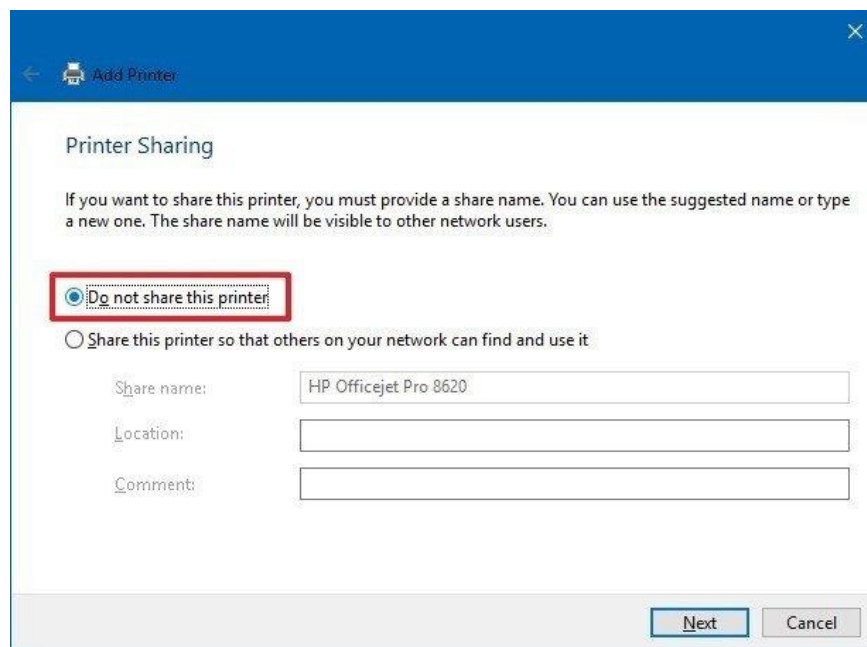 Add Printer
Printer Sharing
If you want to share this printer, you must provide a share name. You can use the suggested name or type
a new one. The share name will be visible to other network users.
Do not share this printer
Share this printer so that others on your network can find and use it
Share name: HP Officejet Pro 8620
Location:
Comment:
Next Cancel